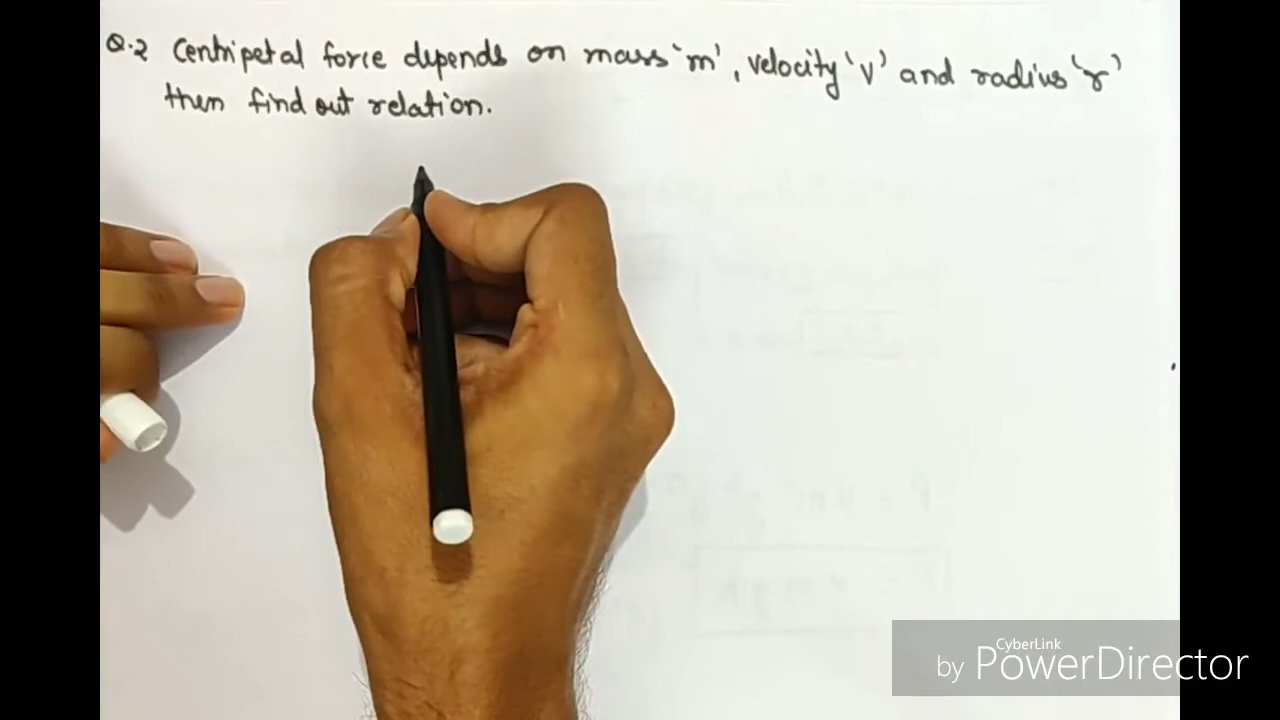 Q.2 Centripetal force depends on mass 'm', velocity 'v' and radius 'r'
then find out relation.
CyberLink
by PowerDirector